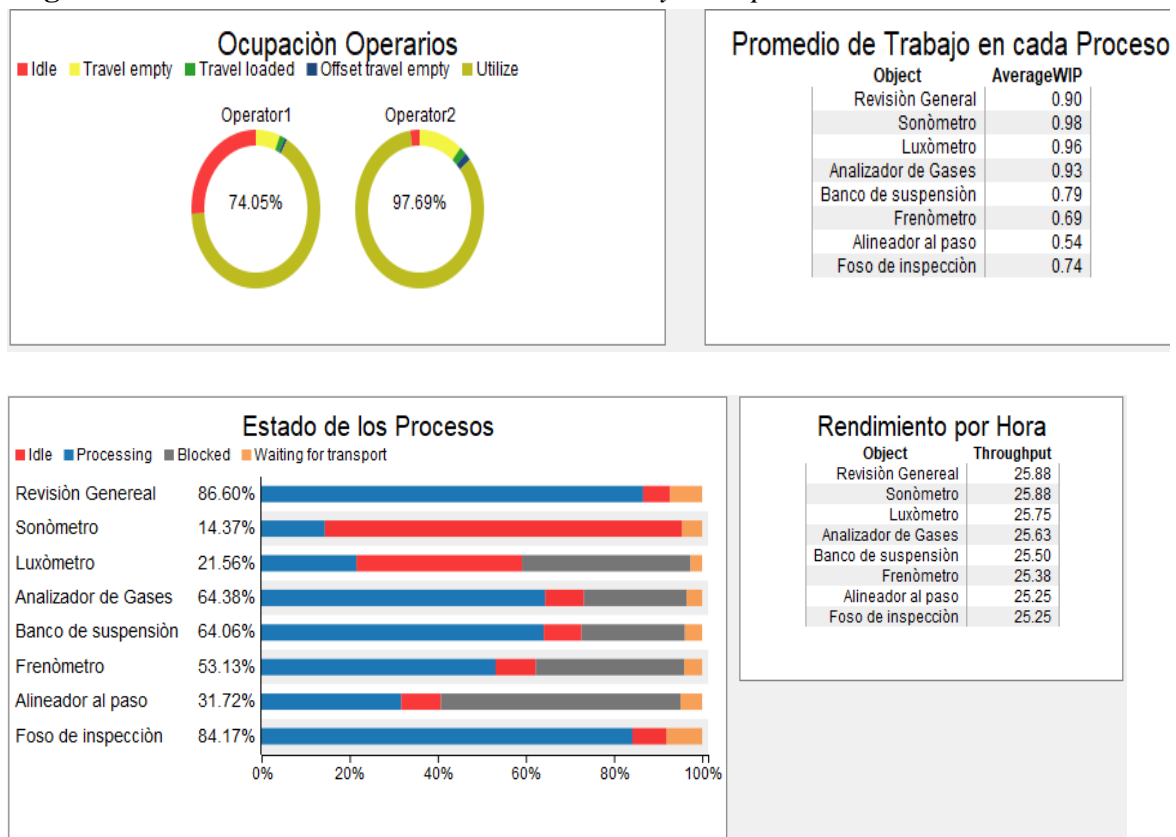 Ocupaciòn Operarios
Idle Travel empty Travel loaded Offset travel empty Utilize
Operator1 Operator2
74.05% 97.69%
Promedio de Trabajo en cada Proceso
Object AverageWIP
Revisiòn General 0.90
Sonòmetro 0.98
Luxòmetro 0.96
Analizador de Gases 0.93
Banco de suspensiòn 0.79
Frenòmetro 0.69
Alineador al paso 0.54
Foso de inspecciòn 0.74
Estado de los Procesos
Idle Processing Blocked Waiting for transport
Revisiòn Genereal 86.60%
Sonòmetro 14.37%
Luxòmetro 21.56%
Analizador de Gases 64.38%
Banco de suspensiòn 64.06%
Frenòmetro 53.13%
Alineador al paso 31.72%
Foso de inspecciòn 84.17%
0% 20% 40% 60% 80% 100%
Rendimiento por Hora
Object Throughput
Revisiòn Genereal 25.88
Sonòmetro 25.88
Luxòmetro 25.75
Analizador de Gases 25.63
Banco de suspensiòn 25.50
Frenòmetro 25.38
Alineador al paso 25.25
Foso de inspecciòn 25.25